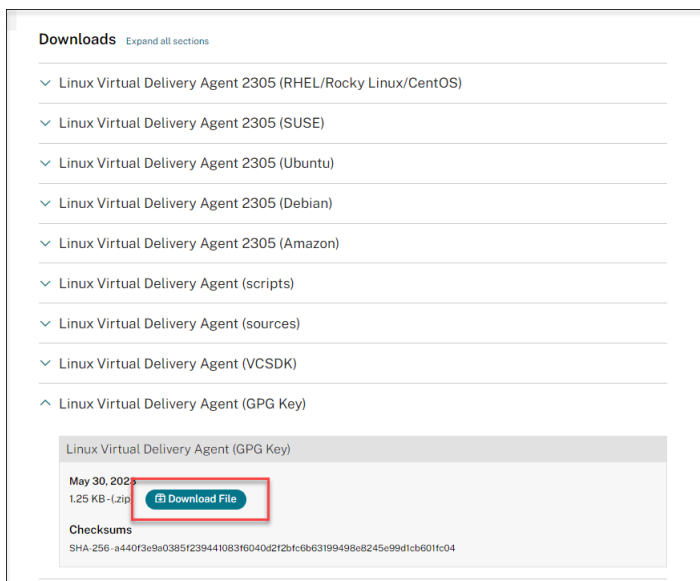 Downloads Expand all sections
Linux Virtual Delivery Agent 2305 (RHEL/Rocky Linux/CentOS)
Linux Virtual Delivery Agent 2305 (SUSE)
Linux Virtual Delivery Agent 2305 (Ubuntu)
Linux Virtual Delivery Agent 2305 (Debian)
Linux Virtual Delivery Agent 2305 (Amazon)
Linux Virtual Delivery Agent (scripts)
Linux Virtual Delivery Agent (sources)
Linux Virtual Delivery Agent (VCSDK)
Linux Virtual Delivery Agent (GPG Key)
Linux Virtual Delivery Agent (GPG Key)
May 30, 2023
1.25 KB - (.zip) Download File
Checksums
SHA-256 - a440f3e9a0385f239441083f6040d2f2bfc6b63199498e8245e99d1cb601fc04